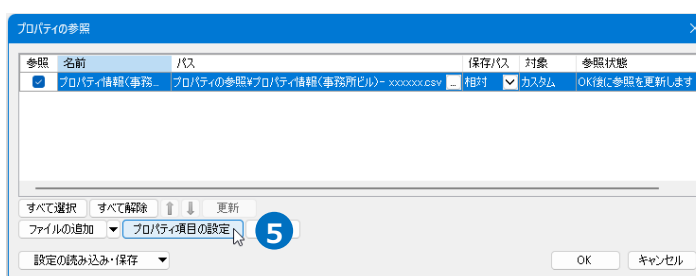 プロパティの参照
参照 名前 パス 保存パス 対象 参照状態
プロパティ情報(事務... プロパティの参照¥プロパティ情報(事務所ビル)- xxxxxx.csv ... 相対 カスタム OK後に参照を更新します
すべて選択 すべて解除 更新
ファイルの追加 プロパティ項目の設定 5
設定の読み込み・保存 OK キャンセル